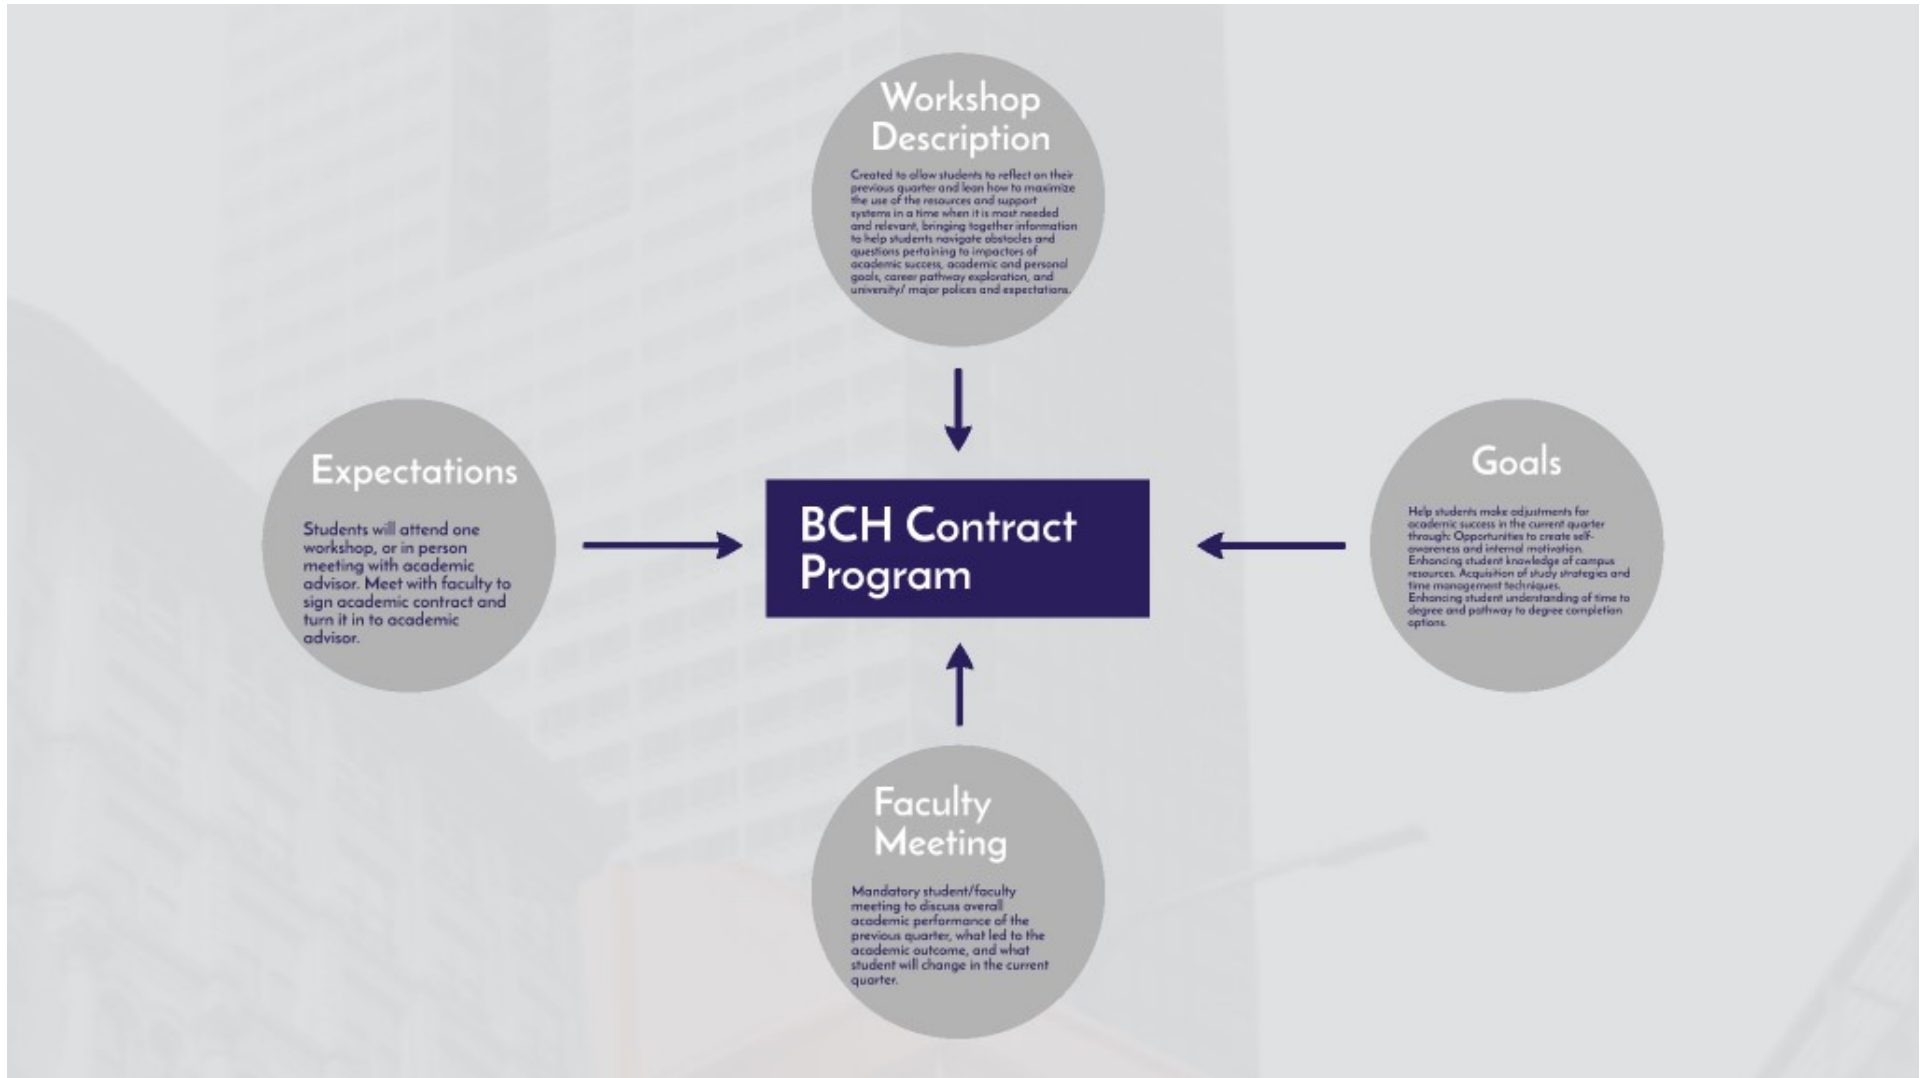 Workshop
Description
Created to allow students to reflect on their
previous quarter and lean how to maximize
the use of the resources and support
systems in a time when it is most needed
and relevant, bringing together information
to help students navigate obstacles and
questions pertaining to impactors of
academic success, academic and personal
goals, career pathway exploration, and
university/ major polices and expectations.
Expectations
Students will attend one
workshop, or in person
meeting with academic
advisor. Meet with faculty to
sign academic contract and
turn it in to academic
advisor.
BCH Contract
Program
Goals
Help students make adjustments for
academic success in the current quarter
through: Opportunities to create self-
awareness and internal motivation.
Enhancing student knowledge of campus
resources. Acquisition of study strategies and
time management techniques.
Enhancing student understanding of time to
degree and pathway to degree completion
options.
Faculty
Meeting
Mandatory student/faculty
meeting to discuss overall
academic performance of the
previous quarter, what led to the
academic outcome, and what
student will change in the current
quarter.